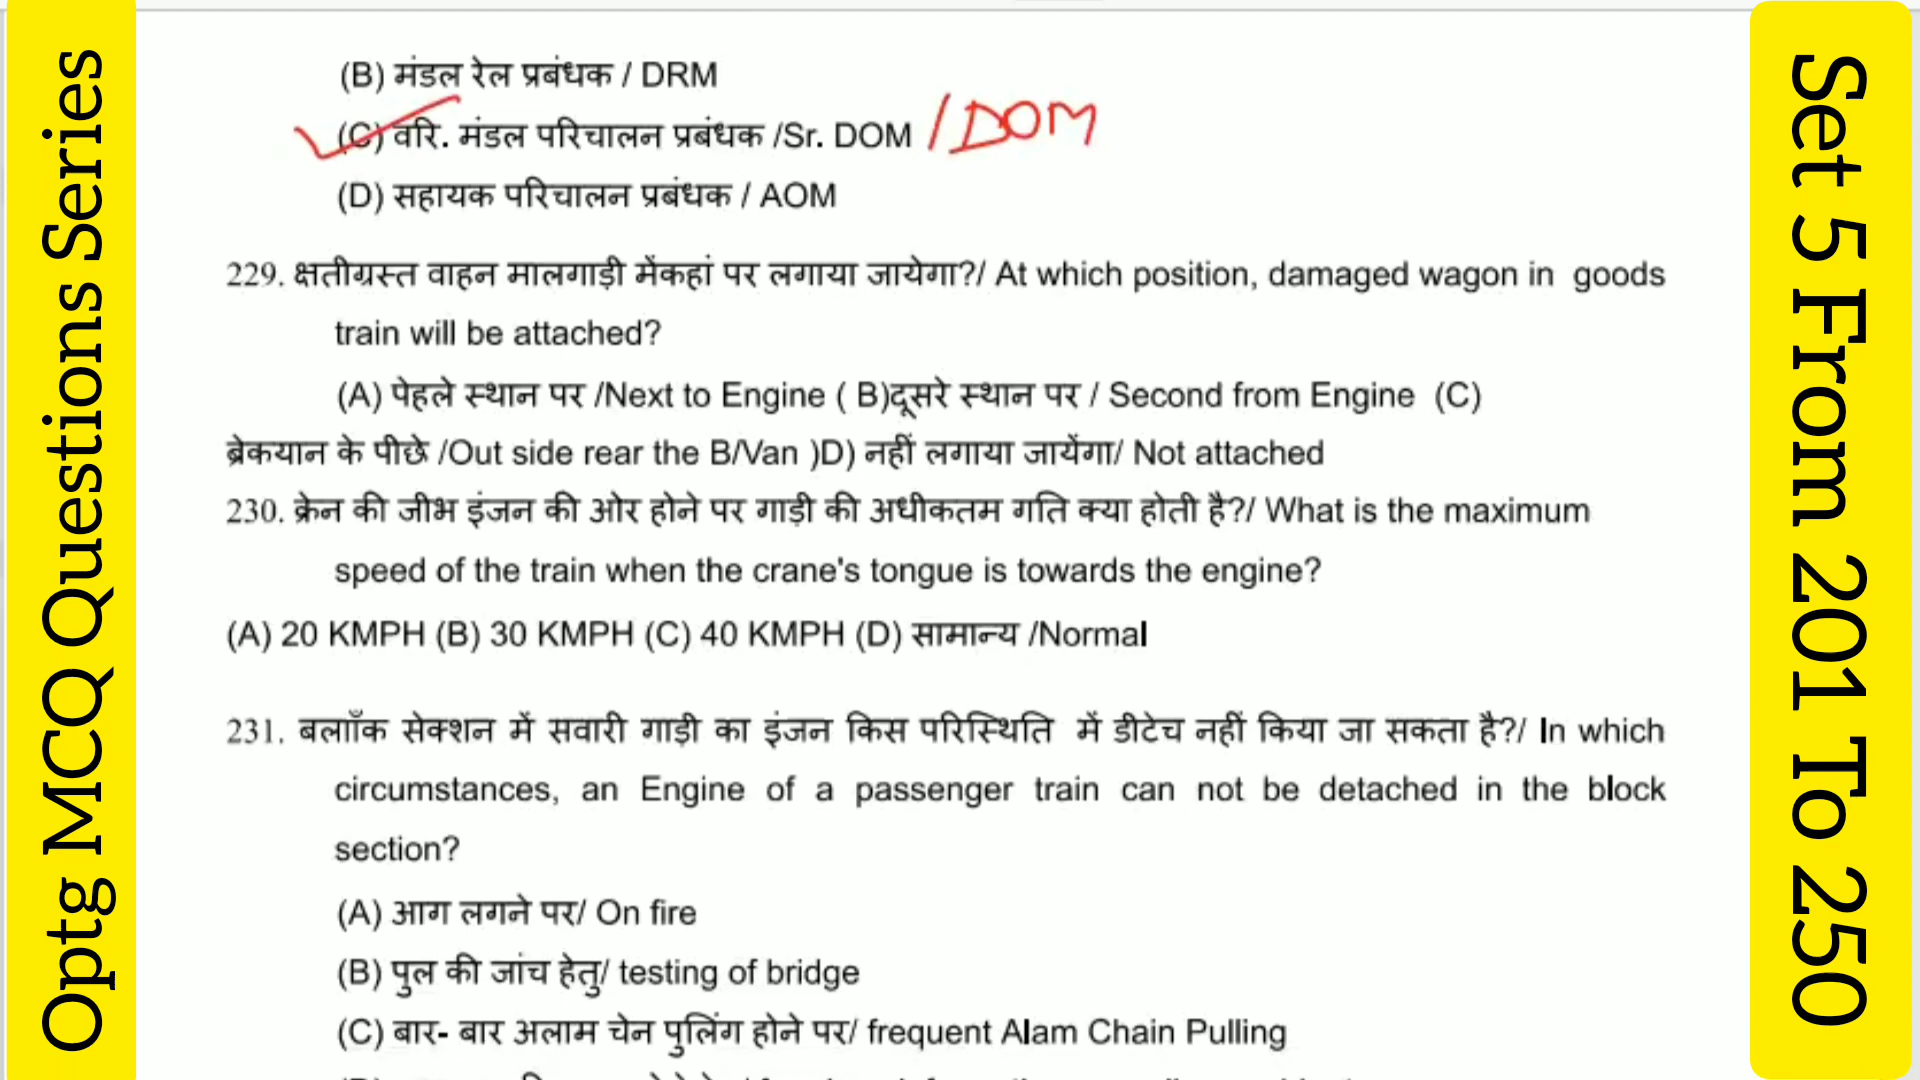 Optg MCQ Questions Series
(B) मंडल रेल प्रबंधक / DRM
(C) वरि. मंडल परिचालन प्रबंधक /Sr. DOM /DOM
(D) सहायक परिचालन प्रबंधक / AOM
229. क्षतीग्रस्त वाहन मालगाड़ी मेंकहां पर लगाया जायेगा?/ At which position, damaged wagon in goods
train will be attached?
(A) पेहले स्थान पर /Next to Engine ( B)दूसरे स्थान पर / Second from Engine (C)
ब्रेकयान के पीछे /Out side rear the B/Van )D) नहीं लगाया जायेंगा/ Not attached
230. क्रेन की जीभ इंजन की ओर होने पर गाड़ी की अधीकतम गति क्या होती है?/ What is the maximum
speed of the train when the crane's tongue is towards the engine?
(A) 20 KMPH (B) 30 KMPH (C) 40 KMPH (D) सामान्य /Normal
231. बलाॉक सेक्शन में सवारी गाड़ी का इंजन किस परिस्थिति में डीटेच नहीं किया जा सकता है?/ In which
circumstances, an Engine of a passenger train can not be detached in the block
section?
(A) आग लगने पर/ On fire
(B) पुल की जांच हेतु/ testing of bridge
(C) बार- बार अलाम चेन पुलिंग होने पर/ frequent Alam Chain Pulling
Set 5 From 201 To 250